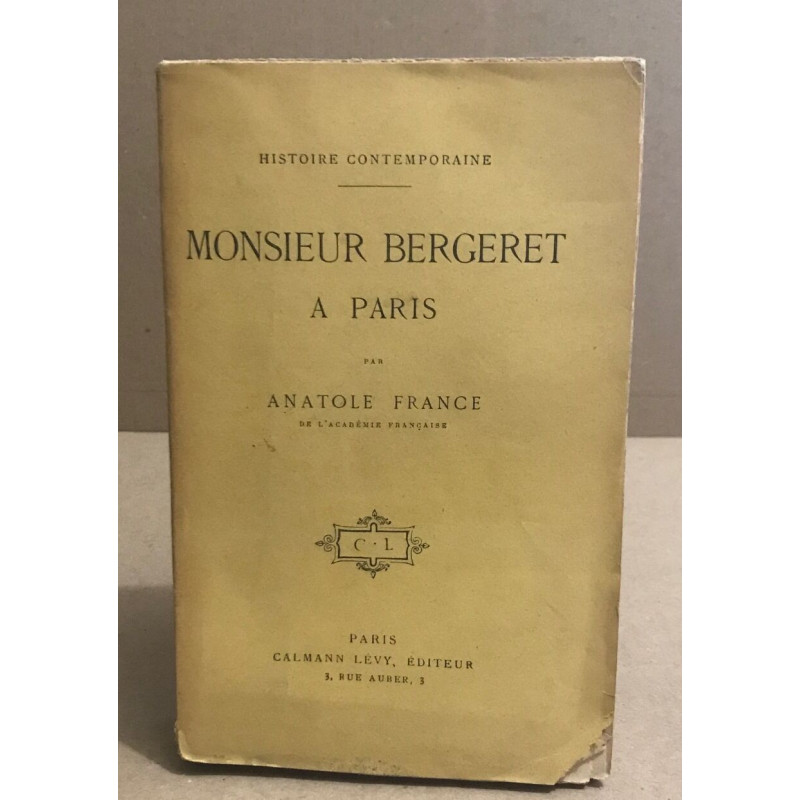 HISTOIRE CONTEMPORAINE
MONSIEUR BERGERET
A PARIS
PAR
ANATOLE FRANCE
DE L'ACADÉMIE FRANÇAISE
C · L
PARIS
CALMANN LÉVY, ÉDITEUR
3, RUE AUBER, 3